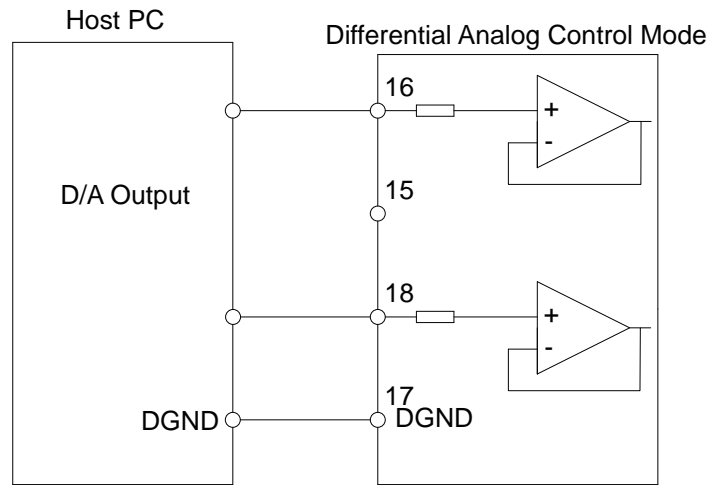 Host PC
Differential Analog Control Mode
16
+
-
D/A Output
15
18
+
-
17
DGND
DGND